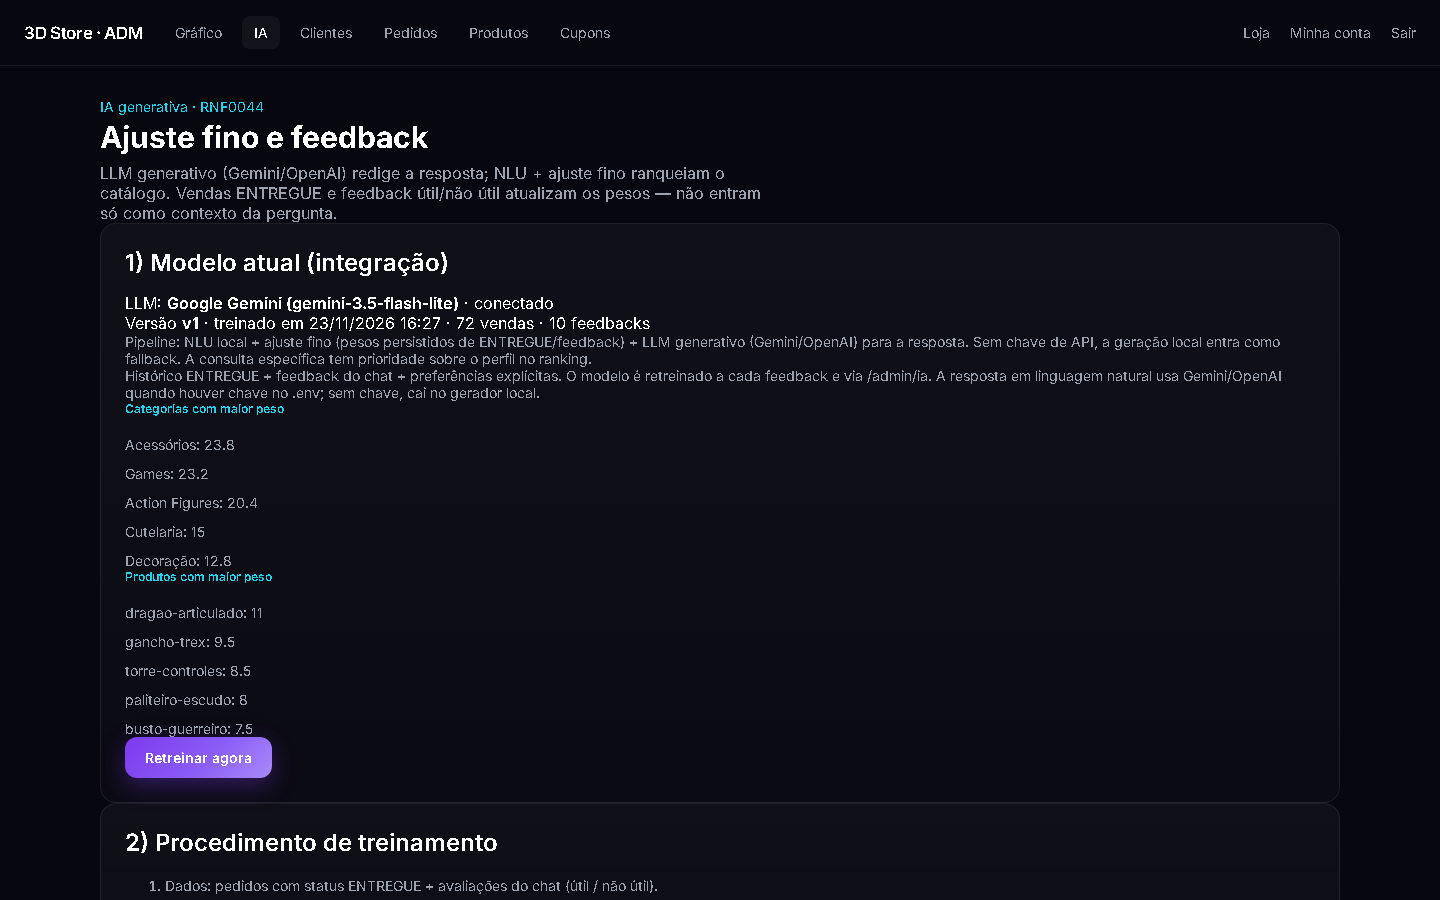 3D Store · ADM
Gráfico
IA
Clientes
Pedidos
Produtos
Cupons
Loja
Minha conta
Sair
IA generativa · RNF0044
Ajuste fino e feedback
LLM generativo (Gemini/OpenAI) redige a resposta; NLU + ajuste fino ranqueiam o
catálogo. Vendas ENTREGUE e feedback útil/não útil atualizam os pesos — não entram
só como contexto da pergunta.
1) Modelo atual (integração)
LLM: Google Gemini (gemini-3.5-flash-lite) · conectado
Versão v1 · treinado em 23/11/2026 16:27 · 72 vendas · 10 feedbacks
Pipeline: NLU local + ajuste fino (pesos persistidos de ENTREGUE/feedback) + LLM generativo (Gemini/OpenAI) para a resposta. Sem chave de API, a geração local entra como
fallback. A consulta específica tem prioridade sobre o perfil no ranking.
Histórico ENTREGUE + feedback do chat + preferências explícitas. O modelo é retreinado a cada feedback e via /admin/ia. A resposta em linguagem natural usa Gemini/OpenAI
quando houver chave no .env; sem chave, cai no gerador local.
Categorias com maior peso
Acessórios: 23.8
Games: 23.2
Action Figures: 20.4
Cutelaria: 15
Decoração: 12.8
Produtos com maior peso
dragao-articulado: 11
gancho-trex: 9.5
torre-controles: 8.5
paliteiro-escudo: 8
busto-guerreiro: 7.5
Retreinar agora
2) Procedimento de treinamento
1. Dados: pedidos com status ENTREGUE + avaliações do chat (útil / não útil).